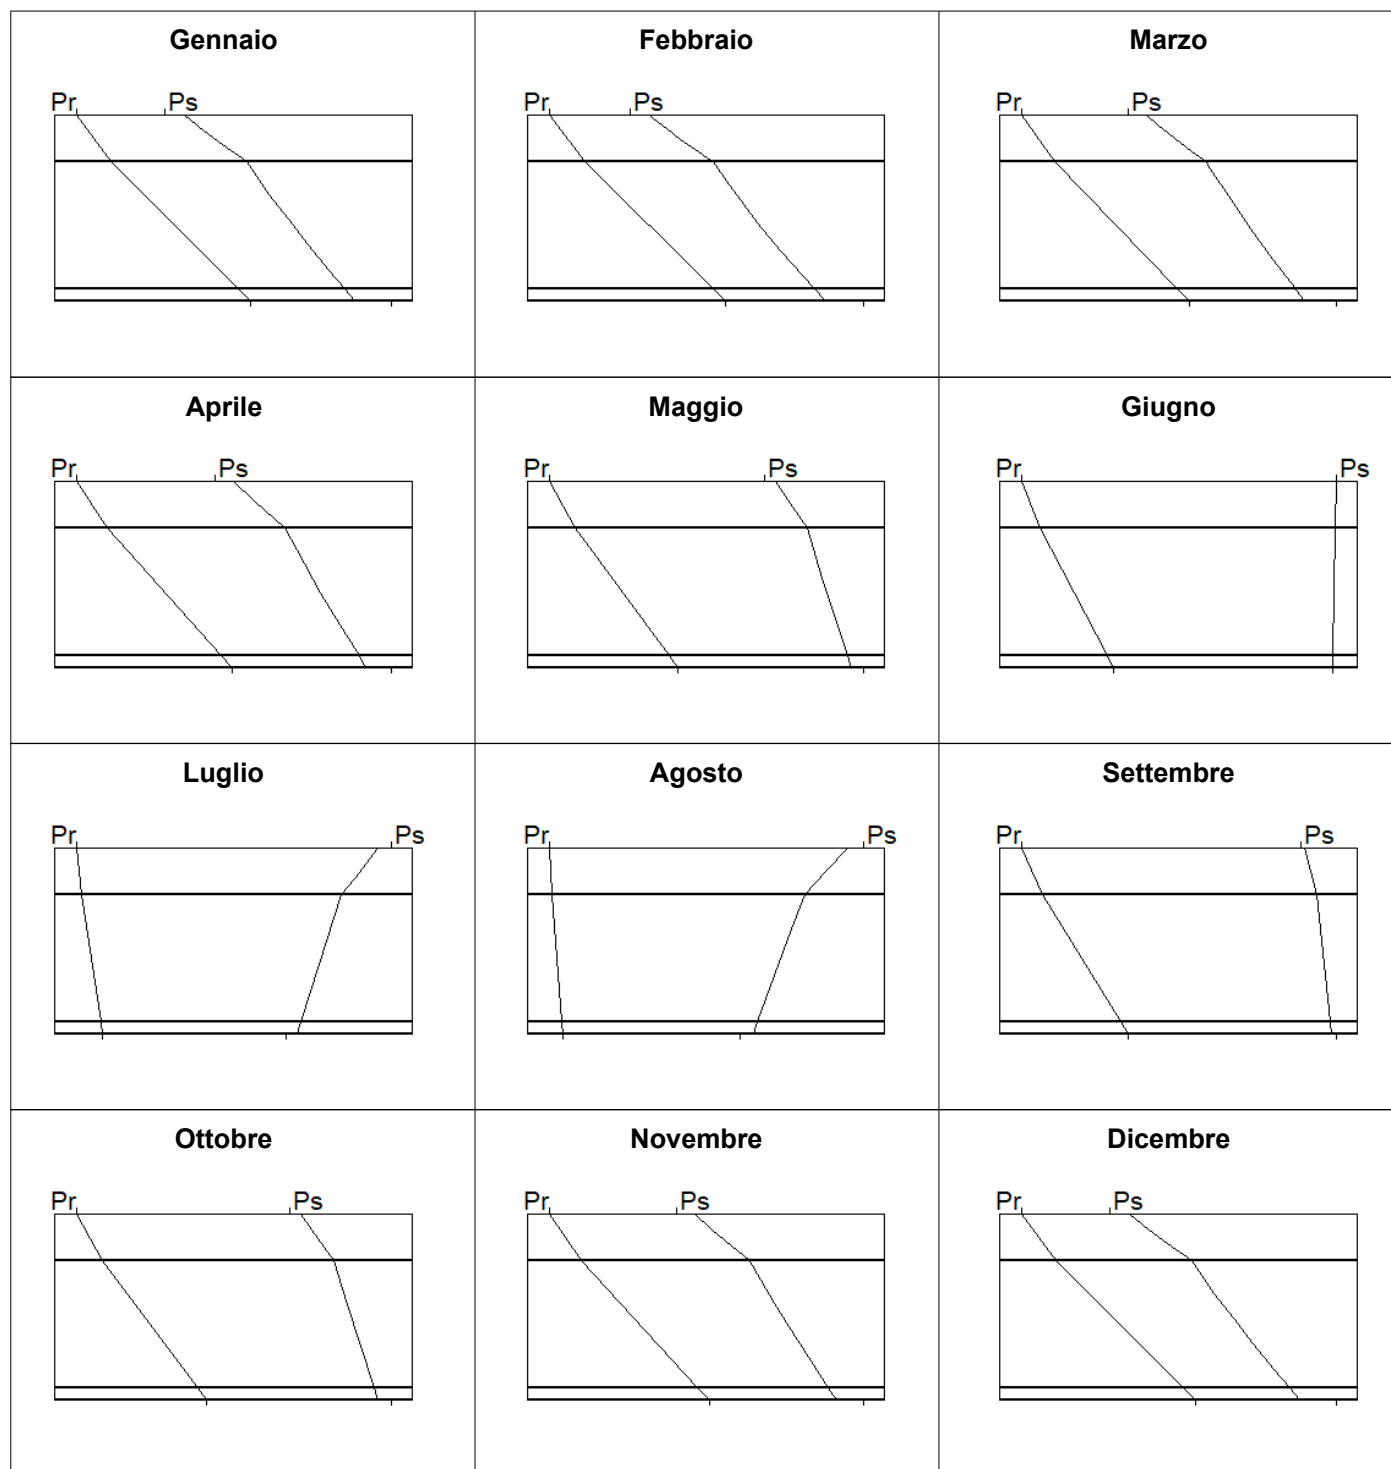 Gennaio Febbraio Marzo
Pr Ps Pr Ps Pr Ps
Aprile Maggio Giugno
Pr Ps Pr Ps Pr Ps
Luglio Agosto Settembre
Pr Ps Pr Ps Pr Ps
Ottobre Novembre Dicembre
Pr Ps Pr Ps Pr Ps